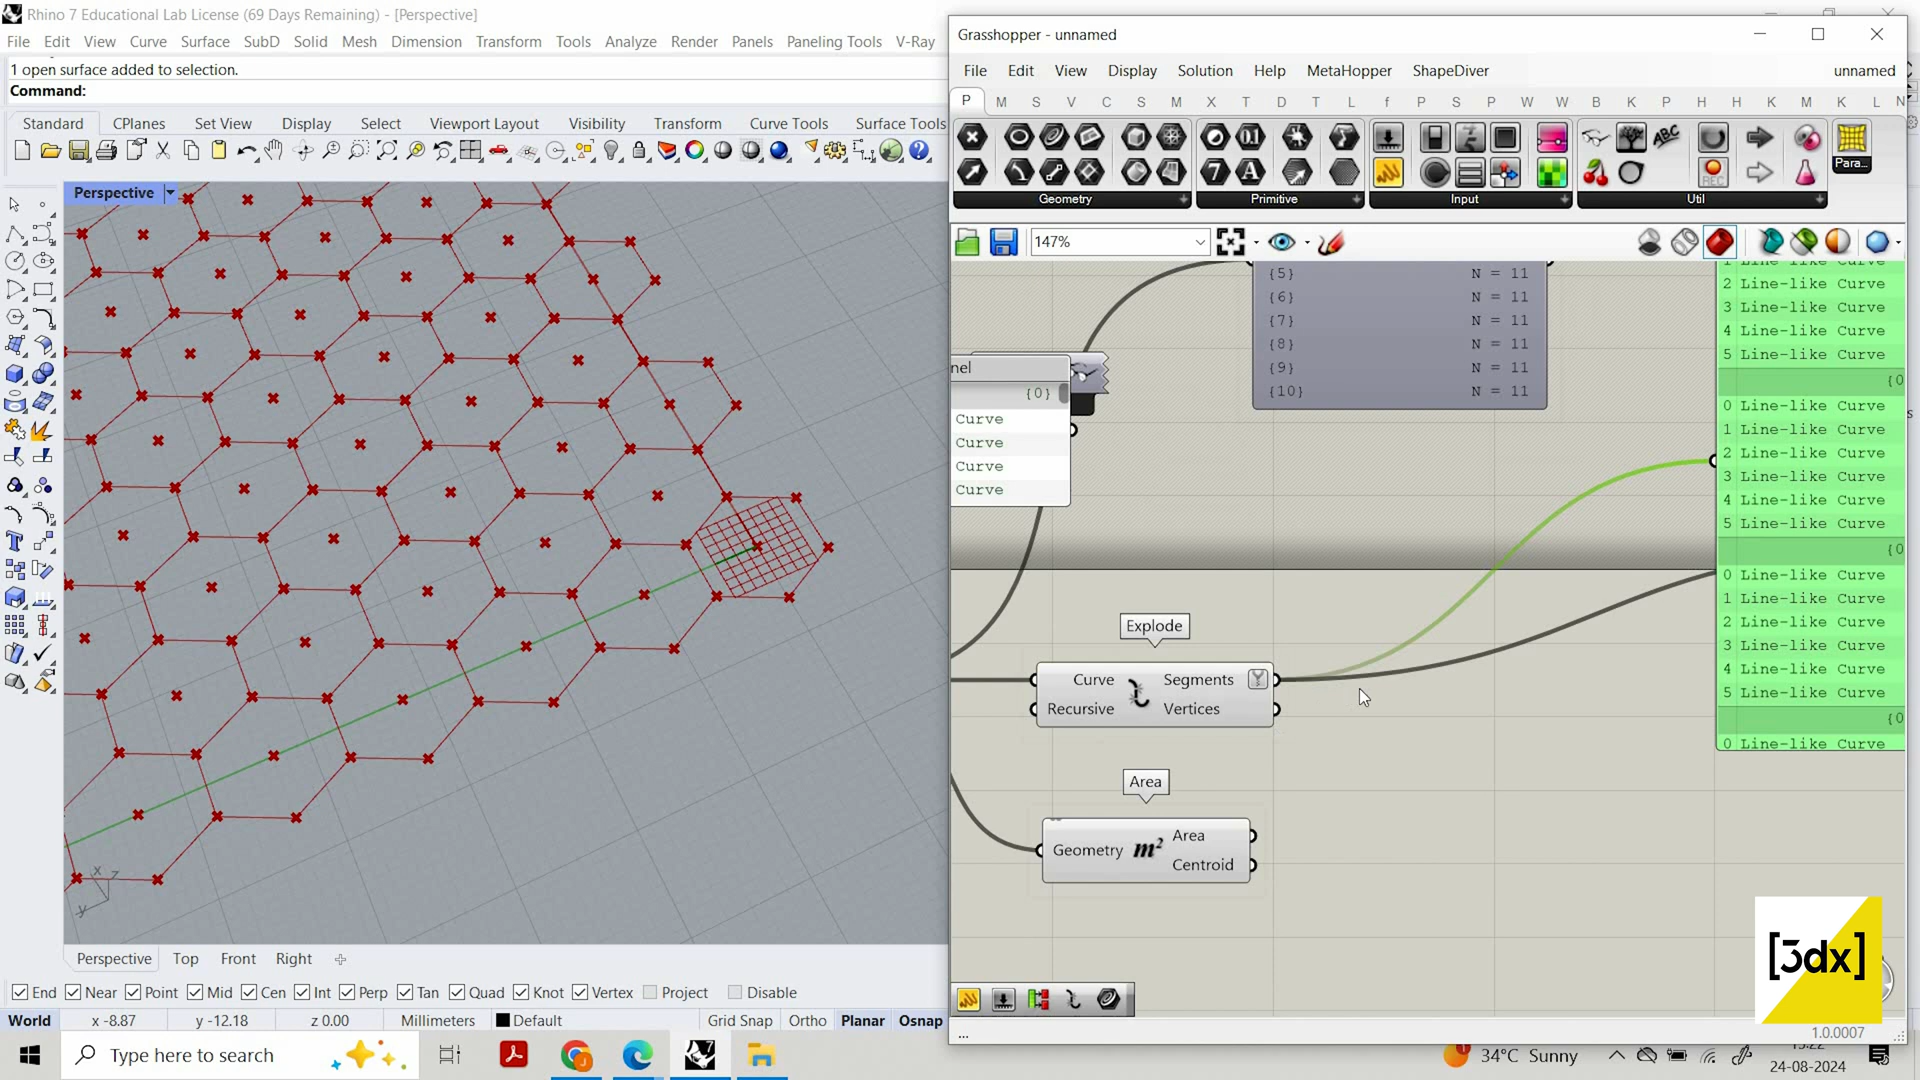 Rhino 7 Educational Lab License (69 Days Remaining) - [Perspective]
File Edit View Curve Surface SubD Solid Mesh Dimension Transform Tools Analyze Render Panels Paneling Tools V-Ray
1 open surface added to selection.
Command:
Standard CPlanes Set View Display Select Viewport Layout Visibility Transform Curve Tools Surface Tools
Perspective
x z
y
Perspective Top Front Right
End Near Point Mid Cen Int Perp Tan Quad Knot Vertex Project Disable
World x -8.87 y -12.18 z 0.00 Millimeters Default Grid Snap Ortho Planar Osnap
Grasshopper - unnamed
File Edit View Display Solution Help MetaHopper ShapeDiver unnamed
P M S V C S M X T D T L f P S P W W B K P H H K M K L N
Para...
Geometry Primitive Input Util
147%
{5} N = 11
{6} N = 11
{7} N = 11
{8} N = 11
{9} N = 11
{10} N = 11
nel
{0}
Curve
Curve
Curve
Curve
1 Line-like Curve
2 Line-like Curve
3 Line-like Curve
4 Line-like Curve
5 Line-like Curve
{0
0 Line-like Curve
1 Line-like Curve
2 Line-like Curve
3 Line-like Curve
4 Line-like Curve
5 Line-like Curve
{0
0 Line-like Curve
1 Line-like Curve
2 Line-like Curve
3 Line-like Curve
4 Line-like Curve
5 Line-like Curve
{0
0 Line-like Curve
Explode
Curve Segments
Recursive Vertices
Area
Geometry m² Area
Centroid
[3dx]
...
1.0.0007
Type here to search
34°C Sunny
24-08-2024